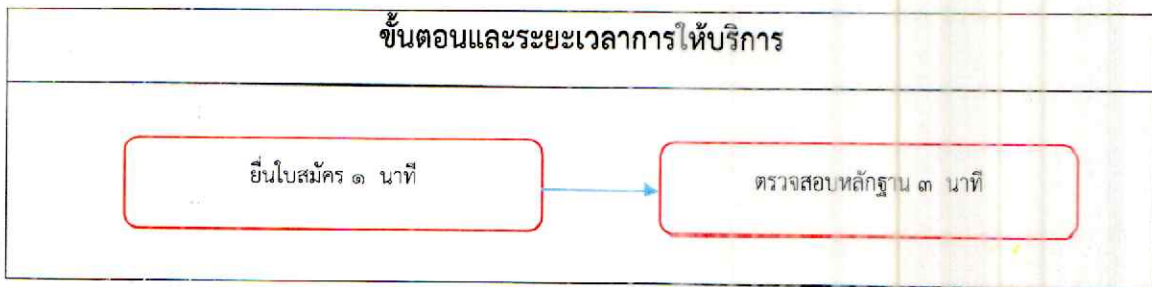 ขั้นตอนและระยะเวลาการให้บริการ
ยื่นใบสมัคร ๑ นาที
ตรวจสอบหลักฐาน ๓ นาที